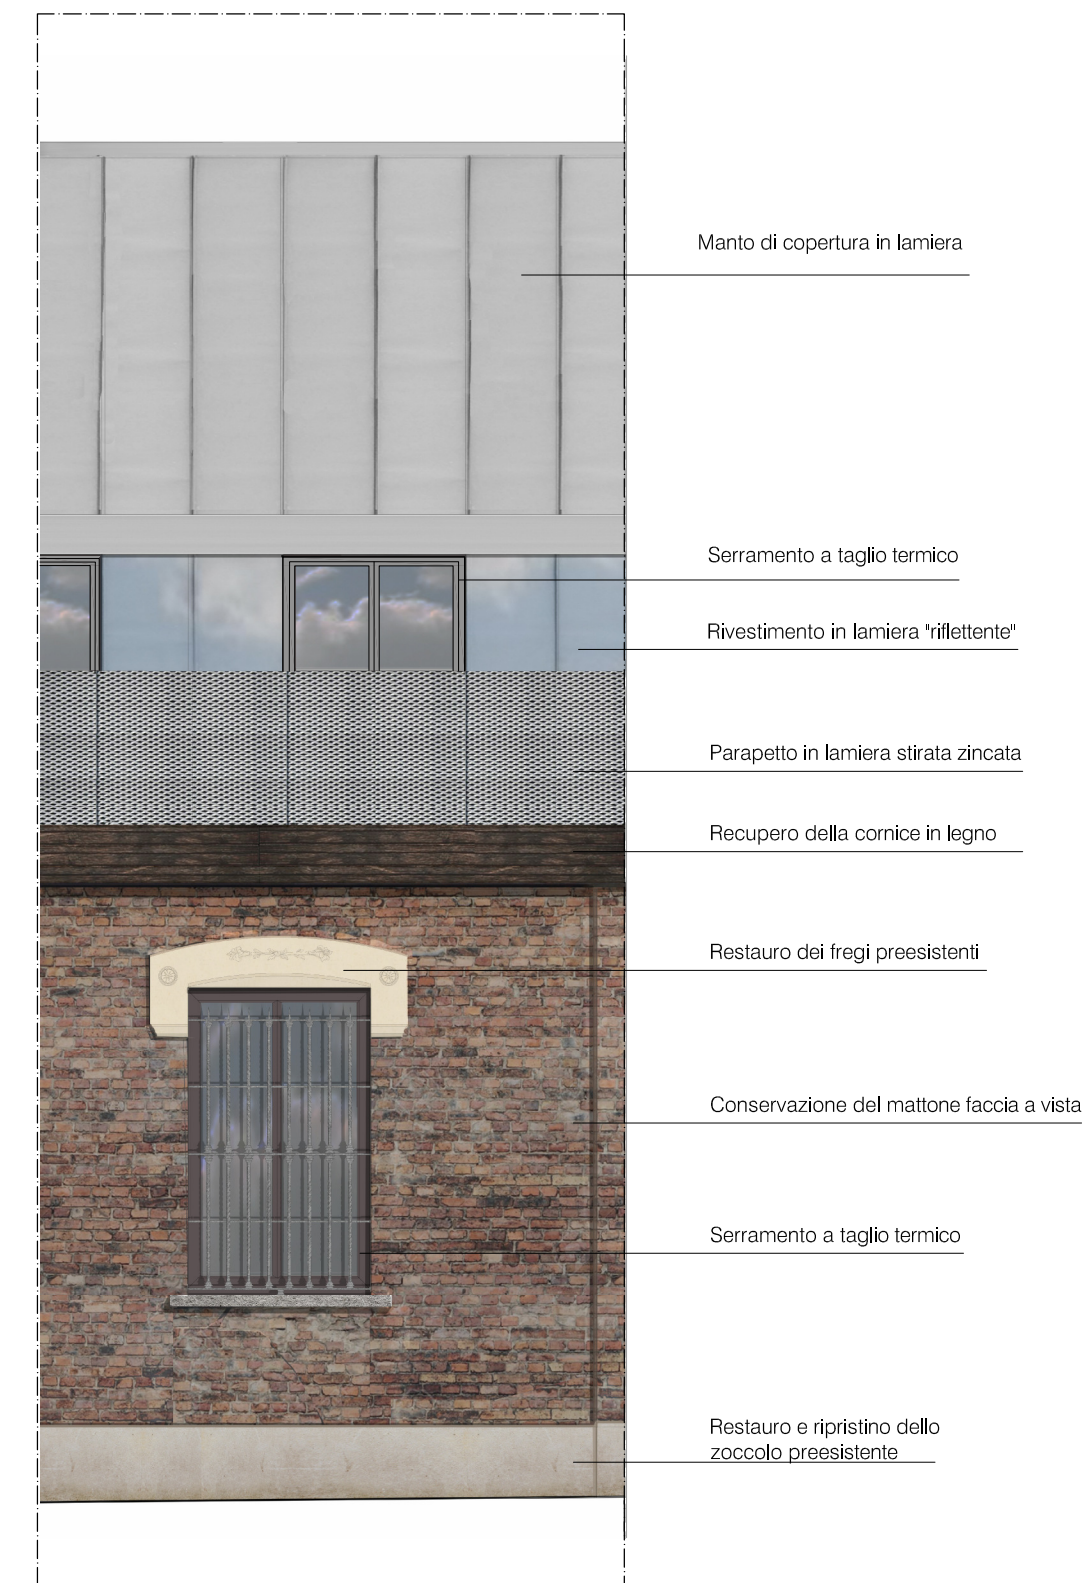 Manto di copertura in lamiera
Serramento a taglio termico
Rivestimento in lamiera "riflettente"
Parapetto in lamiera stirata zincata
Recupero della cornice in legno
Restauro dei fregi preesistenti
Conservazione del mattone faccia a vista
Serramento a taglio termico
Restauro e ripristino dello
zoccolo preesistente